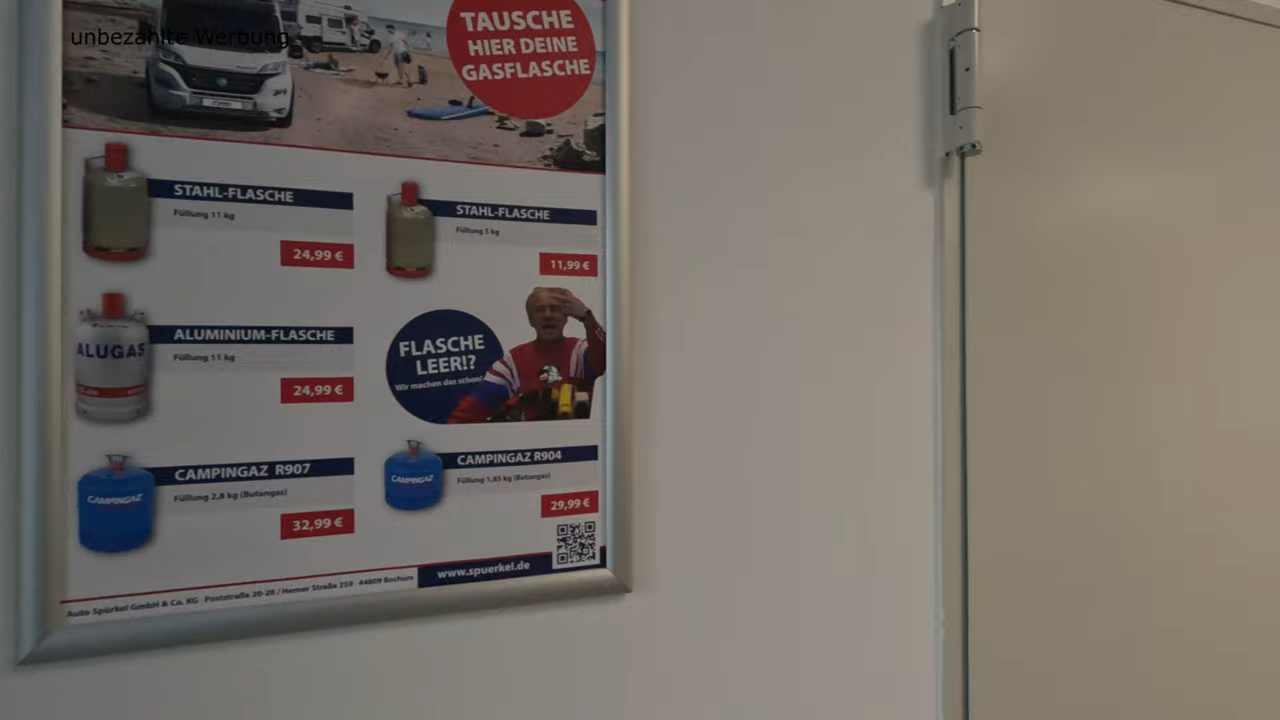 unbezahlte Werbung
TAUSCHE
HIER DEINE
GASFLASCHE
STAHL-FLASCHE
Füllung 11 kg
24,99 €
STAHL-FLASCHE
Füllung 5 kg
11,99 €
ALUGAS
ALUMINIUM-FLASCHE
Füllung 11 kg
24,99 €
FLASCHE
LEER!?
Wir machen das schon!
CAMPINGAZ
CAMPINGAZ R907
Füllung 2,8 kg (Butangas)
32,99 €
CAMPINGAZ
CAMPINGAZ R904
Füllung 1,85 kg (Butangas)
29,99 €
Auto Spürkel GmbH & Co. KG Poststraße 20-28 / Herner Straße 259 44809 Bochum
www.spuerkel.de